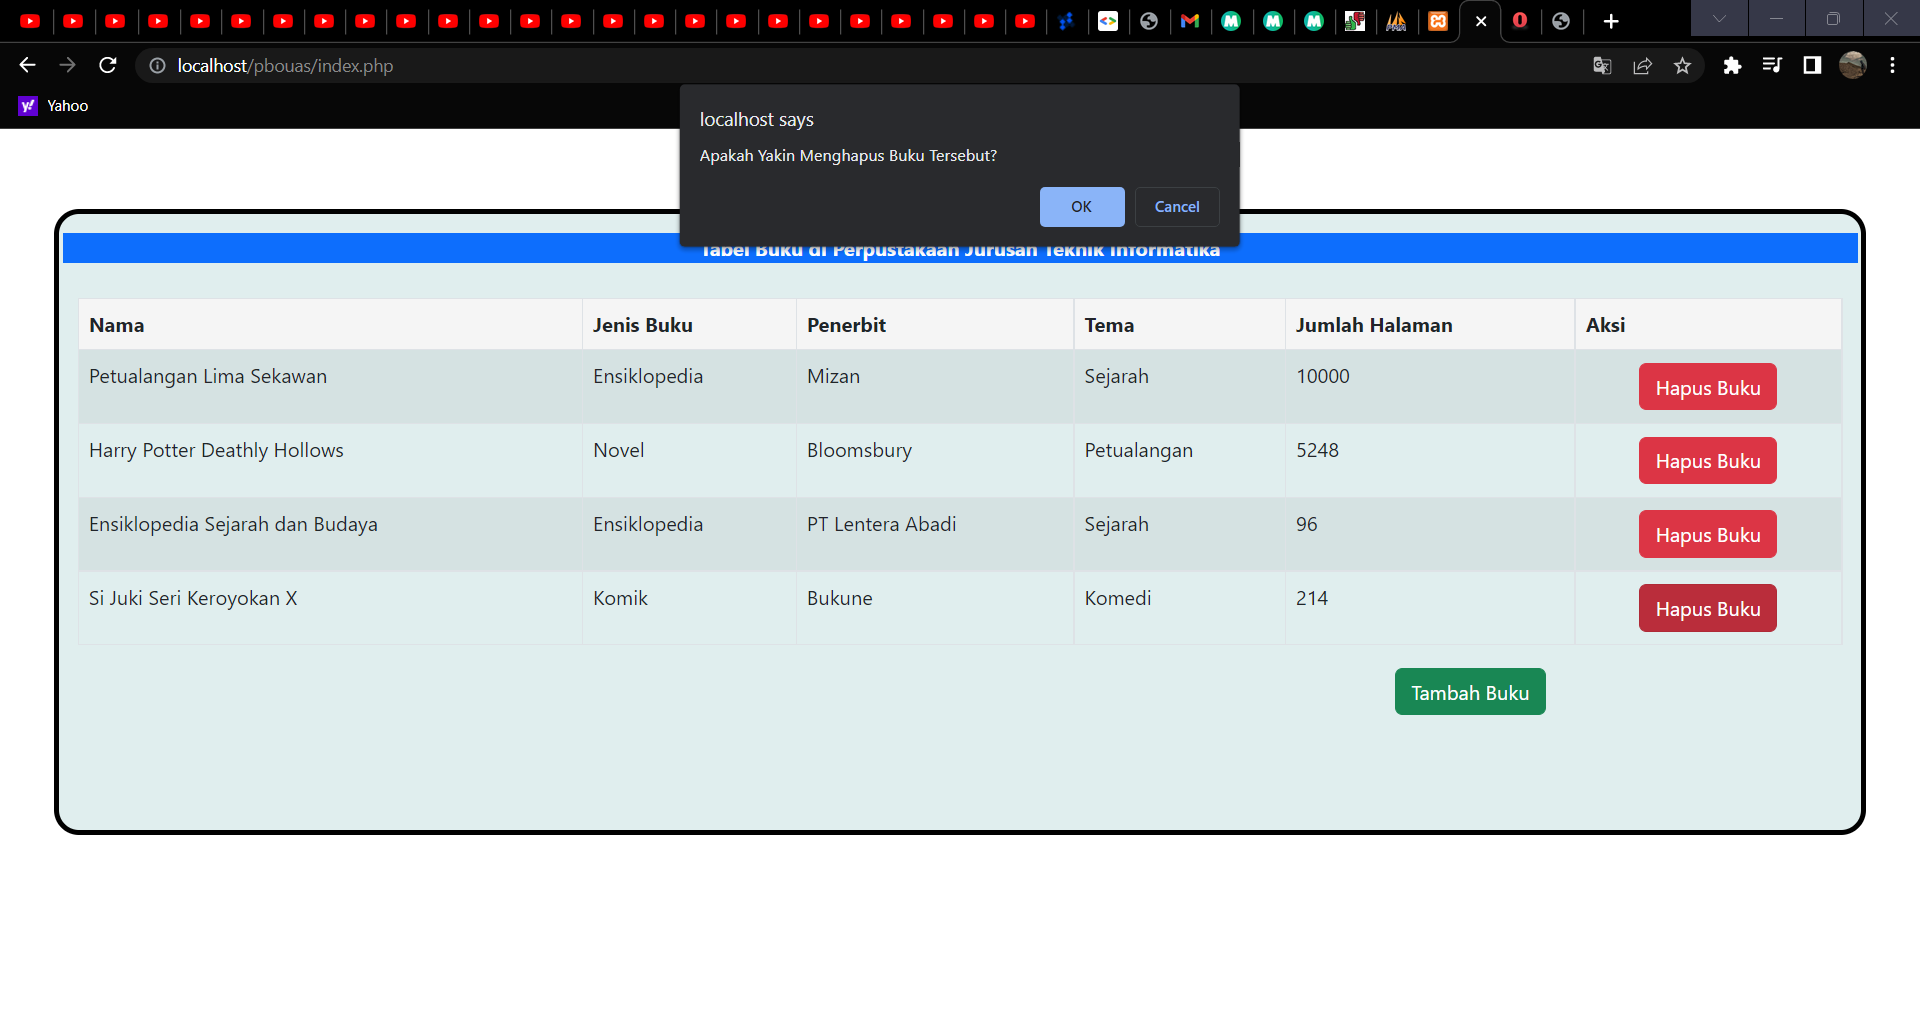 localhost/pbouas/index.php
Yahoo
localhost says
Apakah Yakin Menghapus Buku Tersebut?
OK Cancel
Tabel Buku di Perpustakaan Jurusan Teknik Informatika
Nama Jenis Buku Penerbit Tema Jumlah Halaman Aksi
Petualangan Lima Sekawan Ensiklopedia Mizan Sejarah 10000 Hapus Buku
Harry Potter Deathly Hollows Novel Bloomsbury Petualangan 5248 Hapus Buku
Ensiklopedia Sejarah dan Budaya Ensiklopedia PT Lentera Abadi Sejarah 96 Hapus Buku
Si Juki Seri Keroyokan X Komik Bukune Komedi 214 Hapus Buku
Tambah Buku